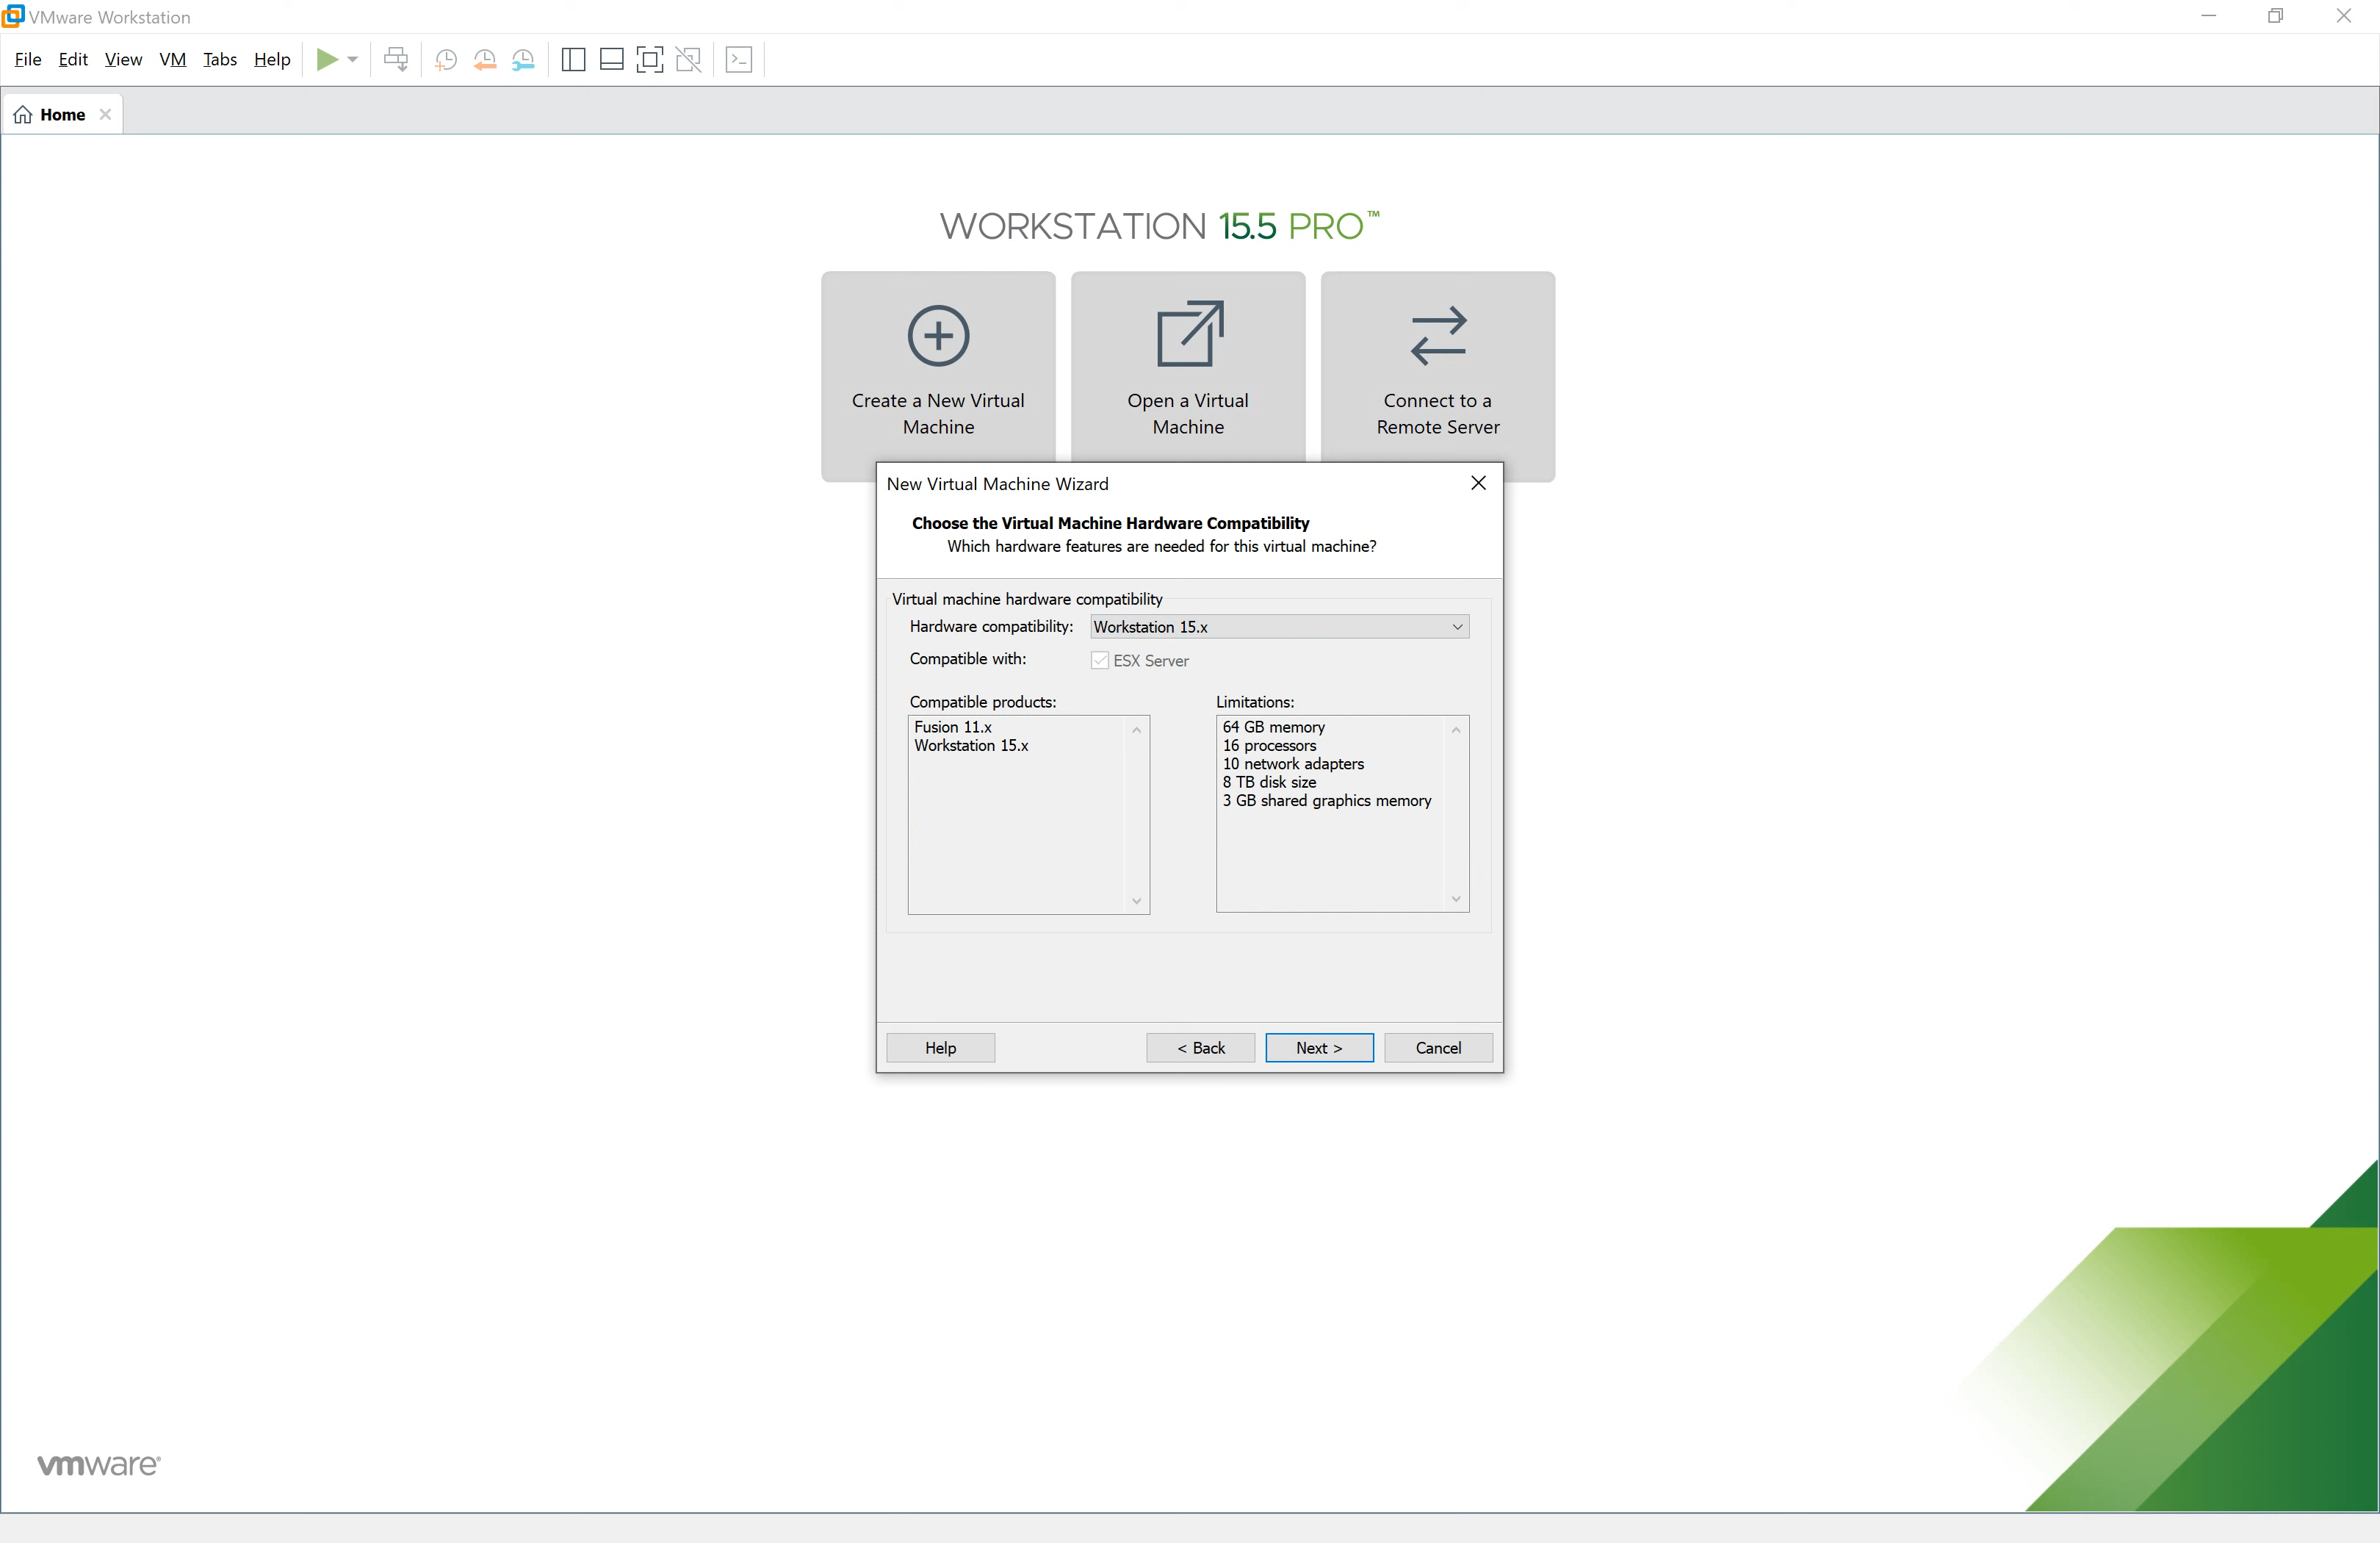 VMware Workstation
File Edit View VM Tabs Help
Home
WORKSTATION 15.5 PRO™
Create a New Virtual
Machine
Open a Virtual
Machine
Connect to a
Remote Server
New Virtual Machine Wizard
Choose the Virtual Machine Hardware Compatibility
Which hardware features are needed for this virtual machine?
Virtual machine hardware compatibility
Hardware compatibility: Workstation 15.x
Compatible with: ESX Server
Compatible products:
Fusion 11.x
Workstation 15.x
Limitations:
64 GB memory
16 processors
10 network adapters
8 TB disk size
3 GB shared graphics memory
Help < Back Next > Cancel
vmware®